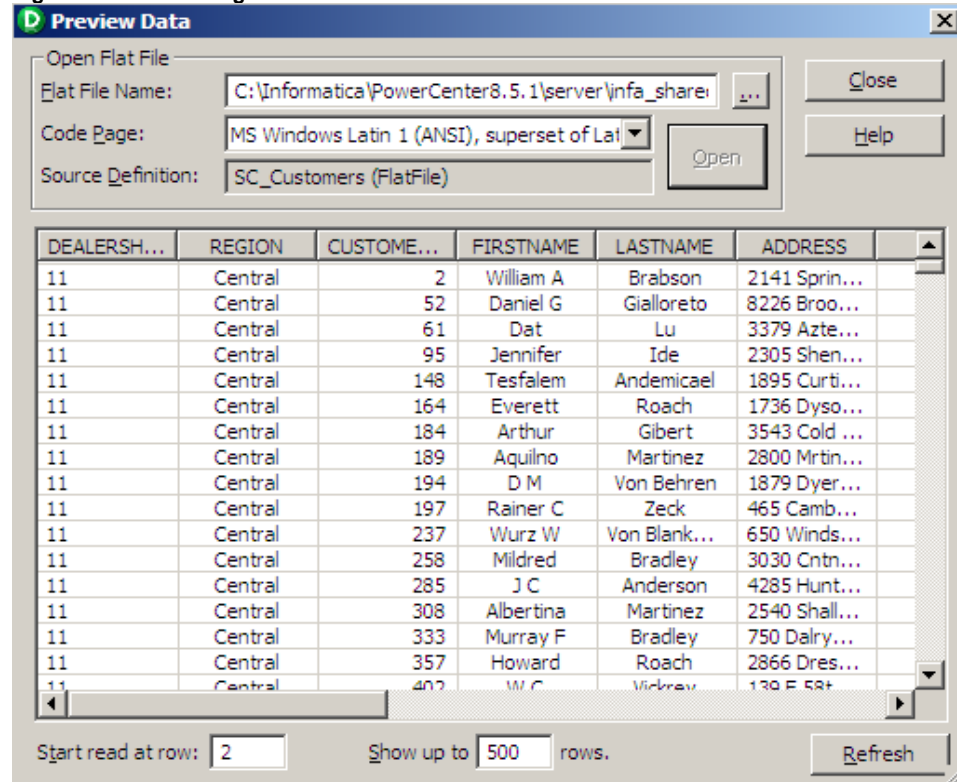 Preview Data
Open Flat File
Flat File Name: C:\Informatica\PowerCenter8.5.1\server\infa_share ... Close
Code Page: MS Windows Latin 1 (ANSI), superset of Lat Open Help
Source Definition: SC_Customers (FlatFile)
DEALERSH... REGION CUSTOME... FIRSTNAME LASTNAME ADDRESS
11 Central 2 William A Brabson 2141 Sprin...
11 Central 52 Daniel G Gialloreto 8226 Broo...
11 Central 61 Dat Lu 3379 Azte...
11 Central 95 Jennifer Ide 2305 Shen...
11 Central 148 Tesfalem Andemicael 1895 Curti...
11 Central 164 Everett Roach 1736 Dyso...
11 Central 184 Arthur Gibert 3543 Cold ...
11 Central 189 Aquilno Martinez 2800 Mrtin...
11 Central 194 D M Von Behren 1879 Dyer...
11 Central 197 Rainer C Zeck 465 Camb...
11 Central 237 Wurz W Von Blank... 650 Winds...
11 Central 258 Mildred Bradley 3030 Cntn...
11 Central 285 J C Anderson 4285 Hunt...
11 Central 308 Albertina Martinez 2540 Shall...
11 Central 333 Murray F Bradley 750 Dalry...
11 Central 357 Howard Roach 2866 Dres...
11 Central 402 W C Vickrey 139 E 58t...
Start read at row: 2 Show up to 500 rows. Refresh